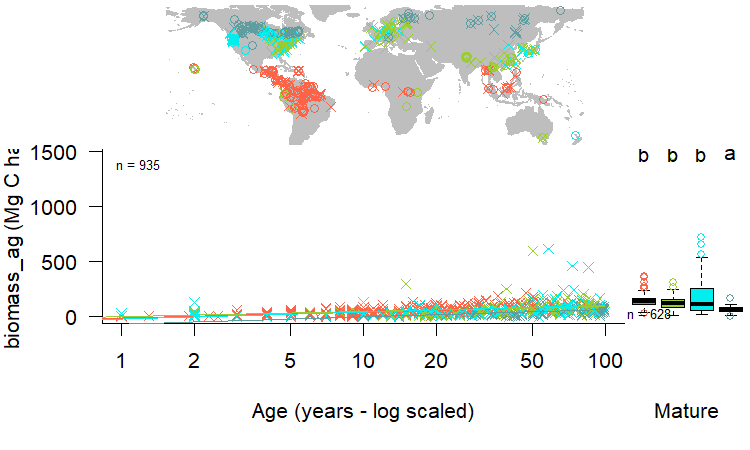 b b b a
1500
1000
500
0
biomass_ag (Mg C ha
n = 935
n = 628
1 2 5 10 20 50 100
Age (years - log scaled)
Mature